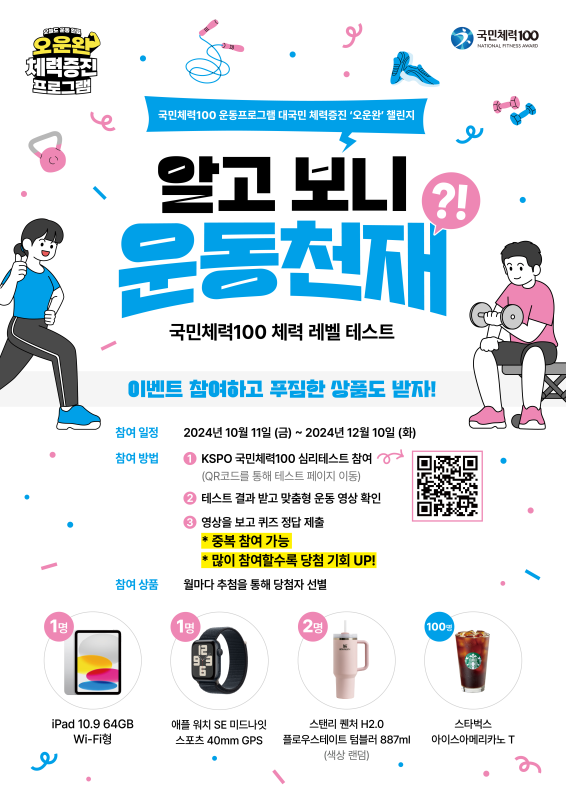 오늘도 운동 완료
오운완
체력증진
프로그램
국민체력100
NATIONAL FITNESS AWARD
국민체력100 운동프로그램 대국민 체력증진 '오운완' 챌린지
알고 보니
운동천재?!
국민체력100 체력 레벨 테스트
이벤트 참여하고 푸짐한 상품도 받자!
참여 일정 2024년 10월 11일 (금) ~ 2024년 12월 10일 (화)
참여 방법 1 KSPO 국민체력100 심리테스트 참여
(QR코드를 통해 테스트 페이지 이동)
2 테스트 결과 받고 맞춤형 운동 영상 확인
3 영상을 보고 퀴즈 정답 제출
* 중복 참여 가능
* 많이 참여할수록 당첨 기회 UP!
참여 상품 월마다 추첨을 통해 당첨자 선별
1명
iPad 10.9 64GB
Wi-Fi형
1명
애플 워치 SE 미드나잇
스포츠 40mm GPS
2명
스탠리 퀜처 H2.0
플로우스테이트 텀블러 887ml
(색상 랜덤)
100명
스타벅스
아이스아메리카노 T